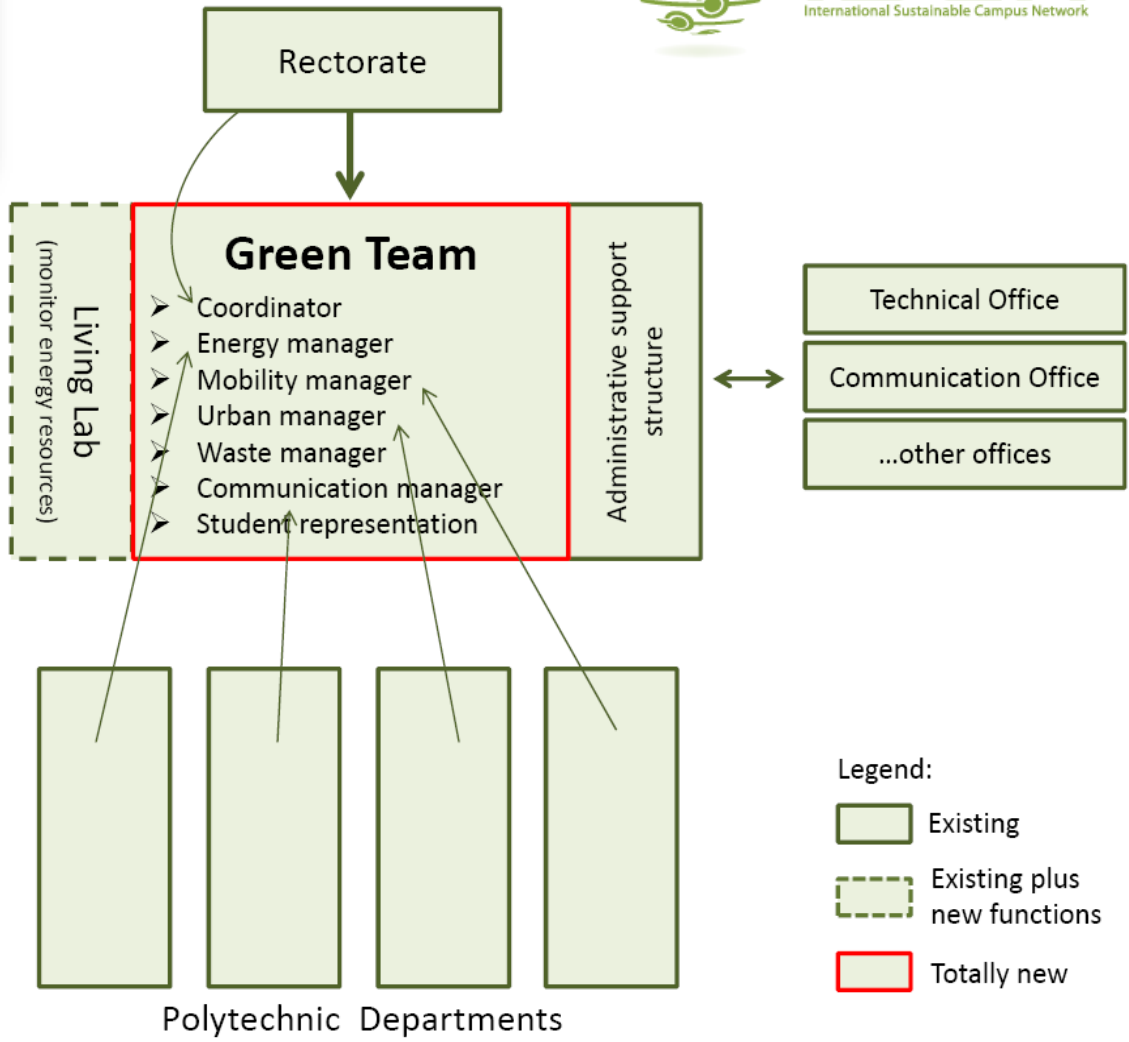 International Sustainable Campus Network
Rectorate
Living Lab
(monitor energy resources)
Green Team
➤ Coordinator
➤ Energy manager
➤ Mobility manager
➤ Urban manager
➤ Waste manager
➤ Communication manager
➤ Student representation
Administrative support
structure
Technical Office
Communication Office
...other offices
Polytechnic Departments
Legend:
Existing
Existing plus
new functions
Totally new